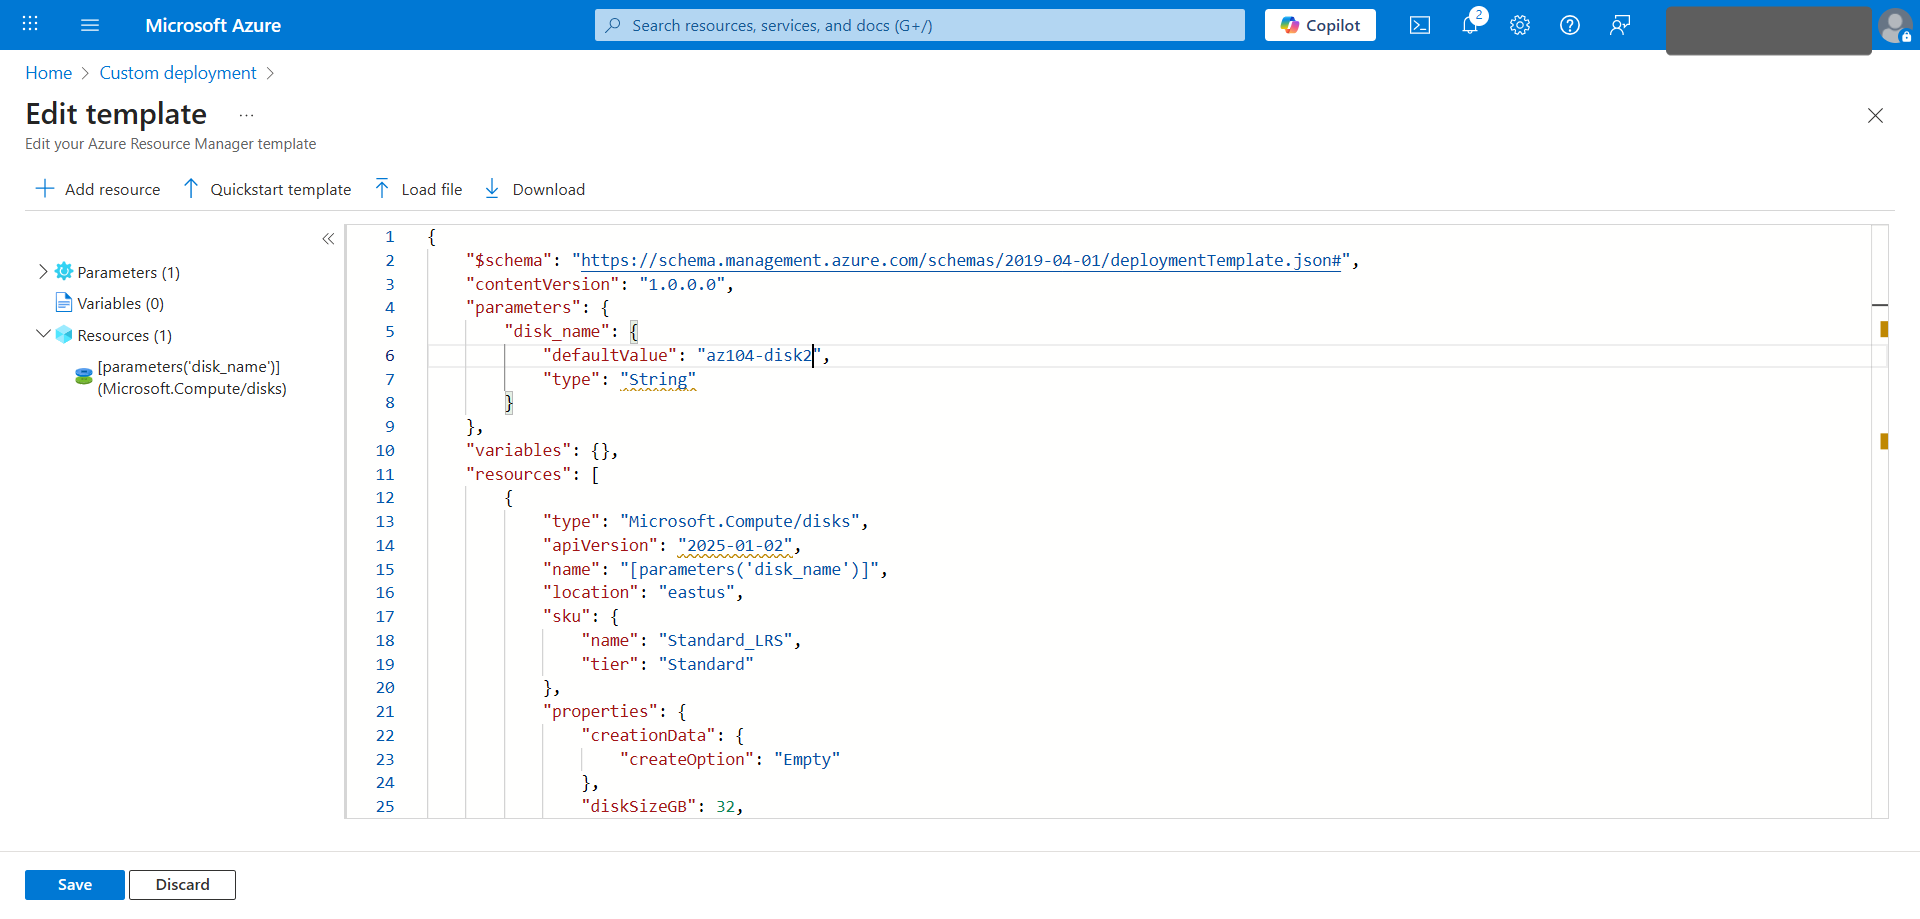 Microsoft Azure
Search resources, services, and docs (G+/)
Copilot
2
Home > Custom deployment >
Edit template ...
Edit your Azure Resource Manager template
Add resource
Quickstart template
Load file
Download
Parameters (1)
Variables (0)
Resources (1)
[parameters('disk_name')]
(Microsoft.Compute/disks)
1 {
2 "$schema": "https://schema.management.azure.com/schemas/2019-04-01/deploymentTemplate.json#",
3 "contentVersion": "1.0.0.0",
4 "parameters": {
5 "disk_name": {
6 "defaultValue": "az104-disk2",
7 "type": "String"
8 }
9 },
10 "variables": {},
11 "resources": [
12 {
13 "type": "Microsoft.Compute/disks",
14 "apiVersion": "2025-01-02",
15 "name": "[parameters('disk_name')]",
16 "location": "eastus",
17 "sku": {
18 "name": "Standard_LRS",
19 "tier": "Standard"
20 },
21 "properties": {
22 "creationData": {
23 "createOption": "Empty"
24 },
25 "diskSizeGB": 32,
Save
Discard